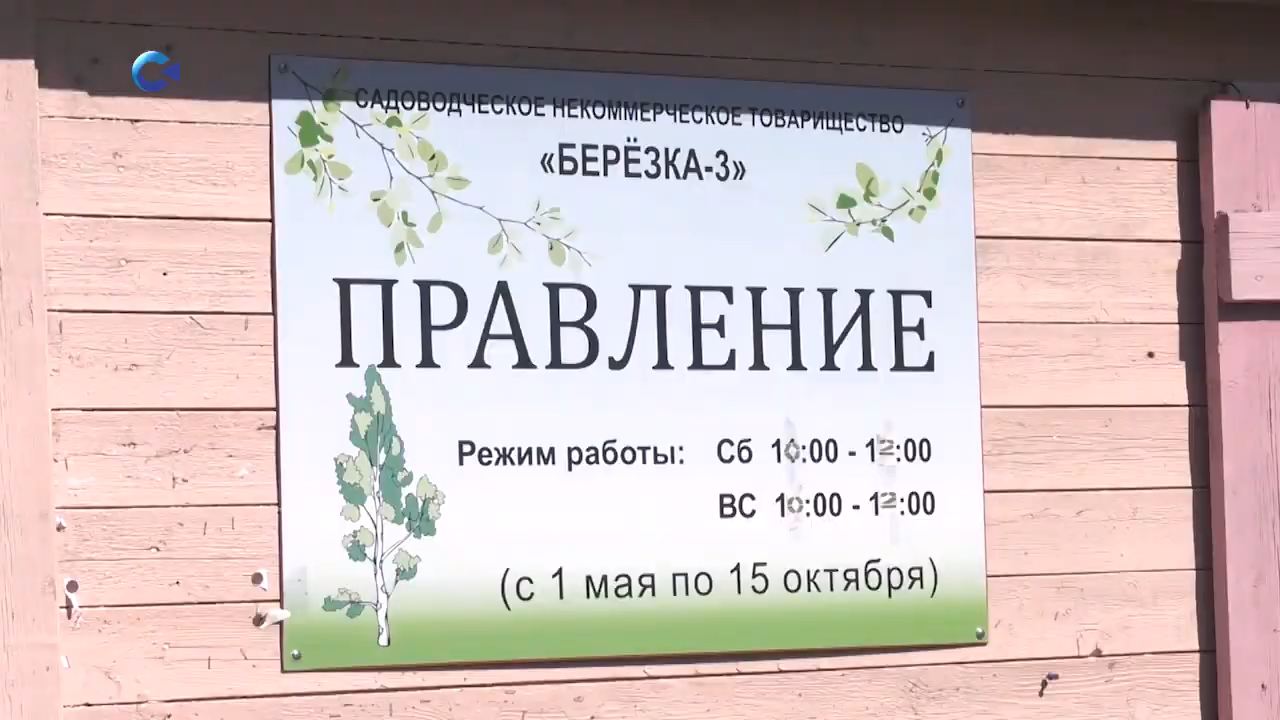 САДОВОДЧЕСКОЕ НЕКОММЕРЧЕСКОЕ ТОВАРИЩЕСТВО
«БЕРЁЗКА-3»
ПРАВЛЕНИЕ
Режим работы: Сб 10:00 - 12:00
ВС 10:00 - 12:00
(с 1 мая по 15 октября)